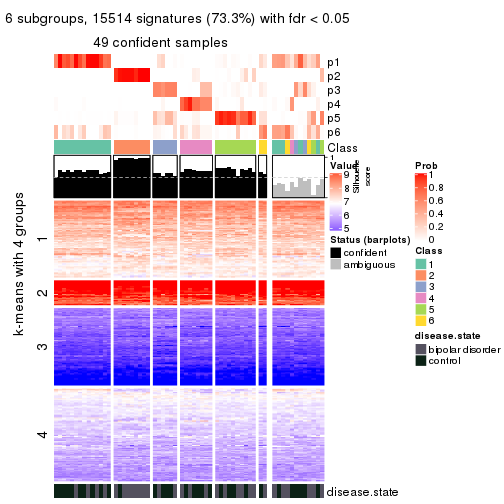 6 subgroups, 15514 signatures (73.3%) with fdr < 0.05
49 confident samples
p1
p2
p3
p4
p5
p6
Class
1
Silhouette
score
k-means with 4 groups
1
2
3
4
disease.state
Value
9
8
7
6
5
Status (barplots)
confident
ambiguous
Prob
1
0.8
0.6
0.4
0.2
0
Class
1
2
3
4
5
6
disease.state
bipolar disorder
control